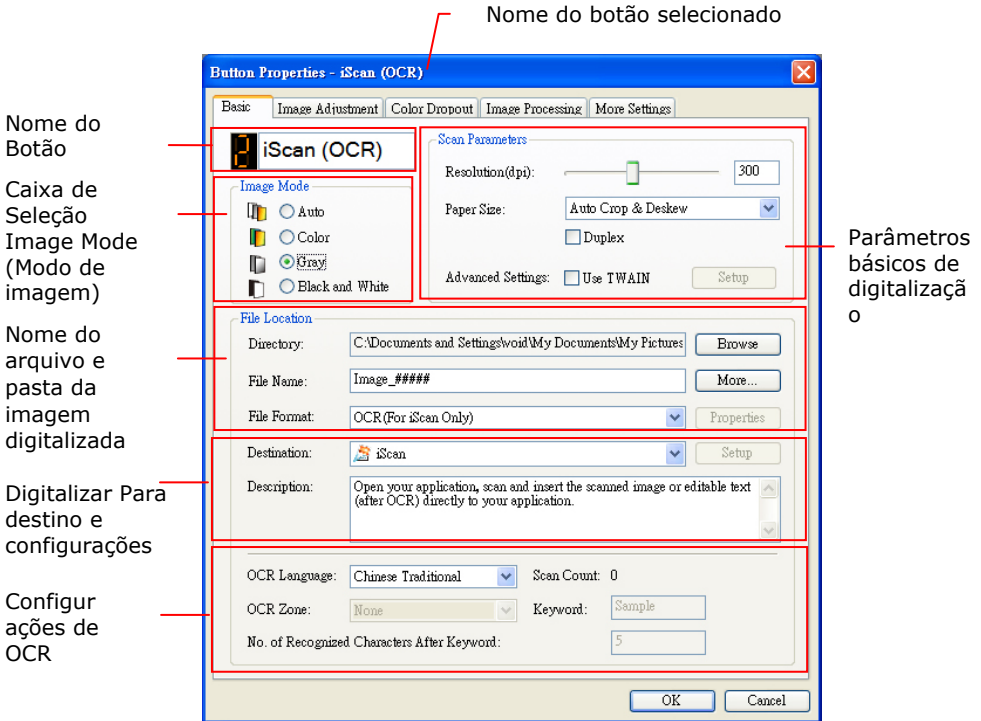 Nome do botão selecionado
Button Properties - iScan (OCR)
Basic Image Adjustment Color Dropout Image Processing More Settings
Nome do
Botão
2 iScan (OCR)
Caixa de
Seleção
Image Mode
(Modo de
imagem)
Image Mode
Auto
Color
Gray
Black and White
Scan Parameters
Resolution(dpi): 300
Paper Size: Auto Crop & Deskew
Duplex
Advanced Settings: Use TWAIN Setup
Parâmetros
básicos de
digitalizaçã
o
Nome do
arquivo e
pasta da
imagem
digitalizada
File Location
Directory: C:\Documents and Settings\void\My Documents\My Pictures Browse
File Name: Image_##### More...
File Format: OCR(For iScan Only) Properties
Digitalizar Para
destino e
configurações
Destination: iScan Setup
Description: Open your application, scan and insert the scanned image or editable text
(after OCR) directly to your application.
Configur
ações de
OCR
OCR Language: Chinese Traditional Scan Count: 0
OCR Zone: None Keyword: Sample
No. of Recognized Characters After Keyword: 5
OK Cancel